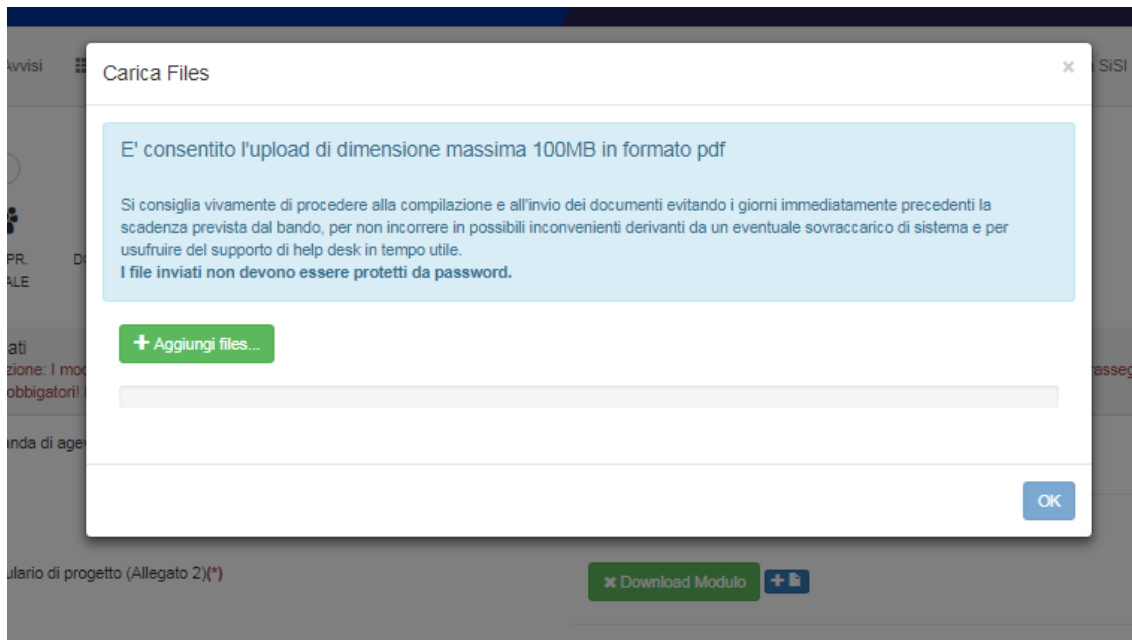 Avvisi
SiSI
Carica Files
×
E' consentito l'upload di dimensione massima 100MB in formato pdf
Si consiglia vivamente di procedere alla compilazione e all'invio dei documenti evitando i giorni immediatamente precedenti la
scadenza prevista dal bando, per non incorrere in possibili inconvenienti derivanti da un eventuale sovraccarico di sistema e per
usufruire del supporto di help desk in tempo utile.
I file inviati non devono essere protetti da password.
PR.
ALE
+ Aggiungi files...
ati
zione: I mod
obbigatori!
rasseg
anda di age
OK
ulario di progetto (Allegato 2)(*)
Download Modulo